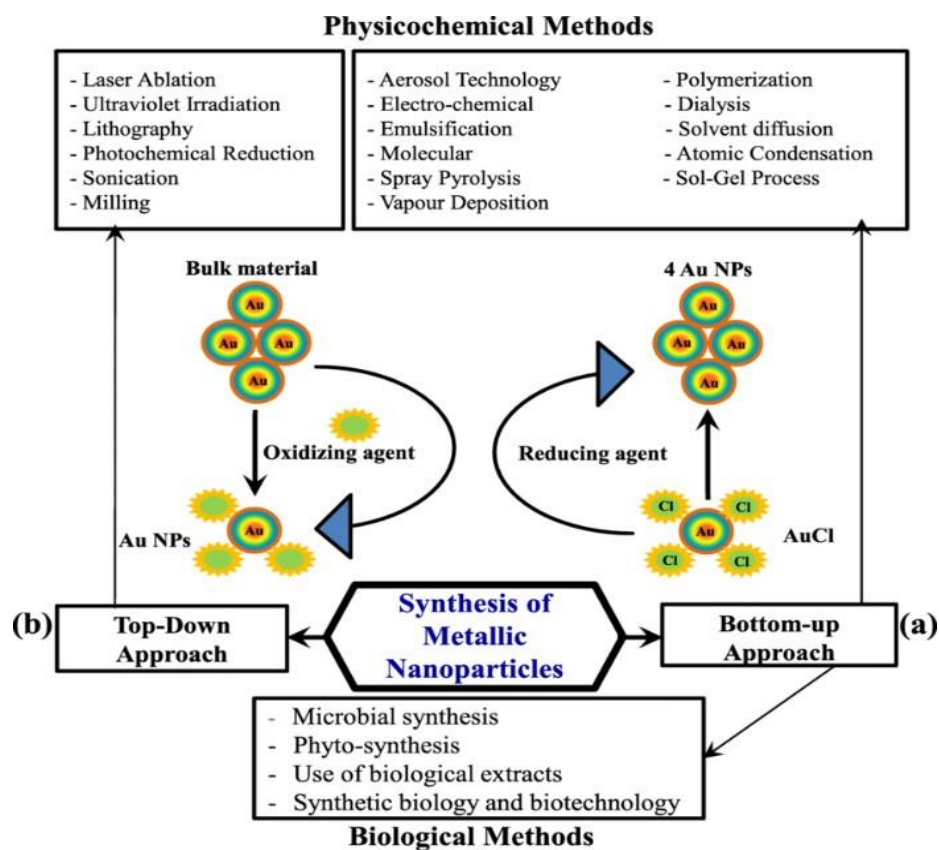 Physicochemical Methods
- Laser Ablation
- Ultraviolet Irradiation
- Lithography
- Photochemical Reduction
- Sonication
- Milling
- Aerosol Technology
- Electro-chemical
- Emulsification
- Molecular
- Spray Pyrolysis
- Vapour Deposition
- Polymerization
- Dialysis
- Solvent diffusion
- Atomic Condensation
- Sol-Gel Process
Bulk material
Au
Au
Au
Au
Oxidizing agent
Au NPs
Au
4 Au NPs
Au
Au
Au
Au
Reducing agent
Cl
Cl
Au
Cl
Cl
AuCl
(b)
Top-Down
Approach
Synthesis of
Metallic
Nanoparticles
Bottom-up
Approach
(a)
- Microbial synthesis
- Phyto-synthesis
- Use of biological extracts
- Synthetic biology and biotechnology
Biological Methods